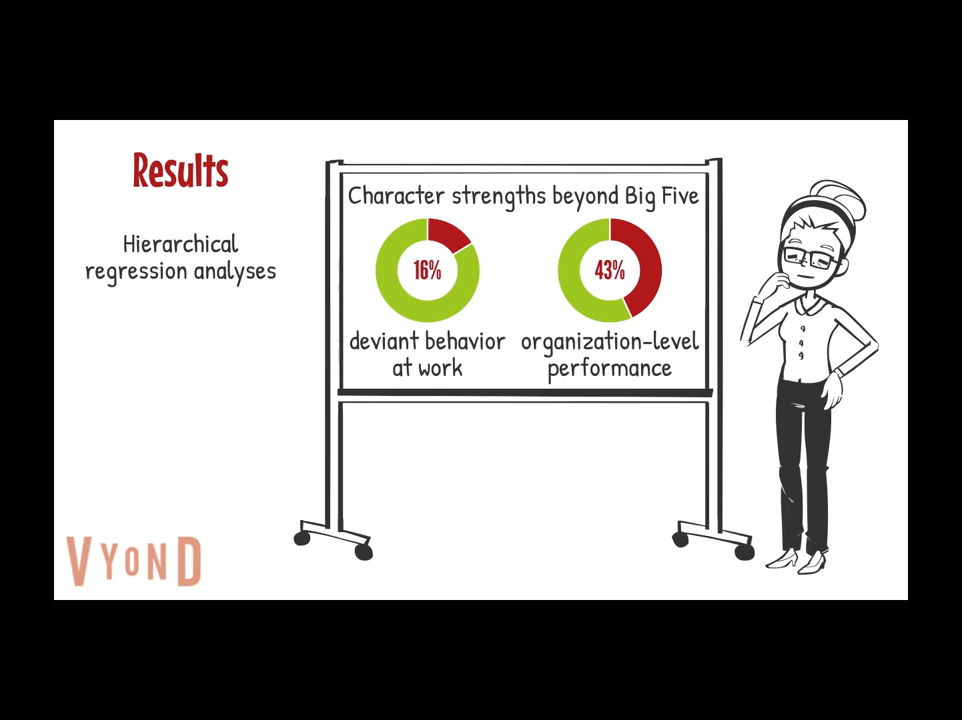 Results
Hierarchical
regression analyses
Character strengths beyond Big Five
16%
43%
deviant behavior
at work
organization-level
performance
VYOND